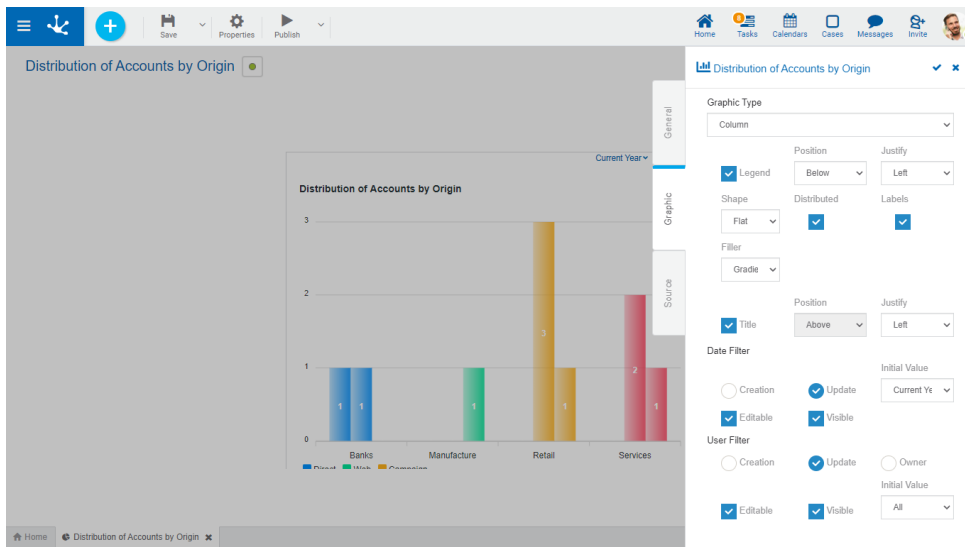 Save
Properties
Publish
Home
6
Tasks
Calendars
Cases
Messages
Invite
Distribution of Accounts by Origin
Current Year
Distribution of Accounts by Origin
3
2
1
0
3
2
1 1 1 1 1
Banks Manufacture Retail Services
Direct Web Campaign
General
Graphic
Source
Distribution of Accounts by Origin
Graphic Type
Column
Position Justify
Legend Below Left
Shape Distributed Labels
Flat
Filler
Gradie
Position Justify
Title Above Left
Date Filter
Initial Value
Creation Update Current Ye
Editable Visible
User Filter
Creation Update Owner
Initial Value
Editable Visible All
Home Distribution of Accounts by Origin